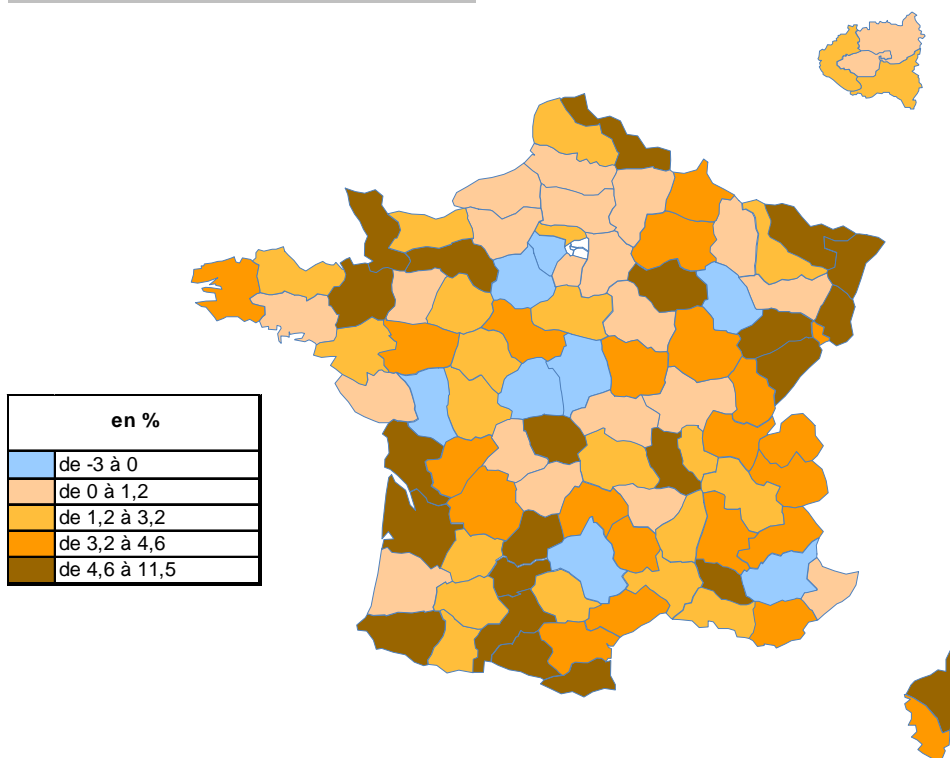 en %
de -3 à 0
de 0 à 1,2
de 1,2 à 3,2
de 3,2 à 4,6
de 4,6 à 11,5